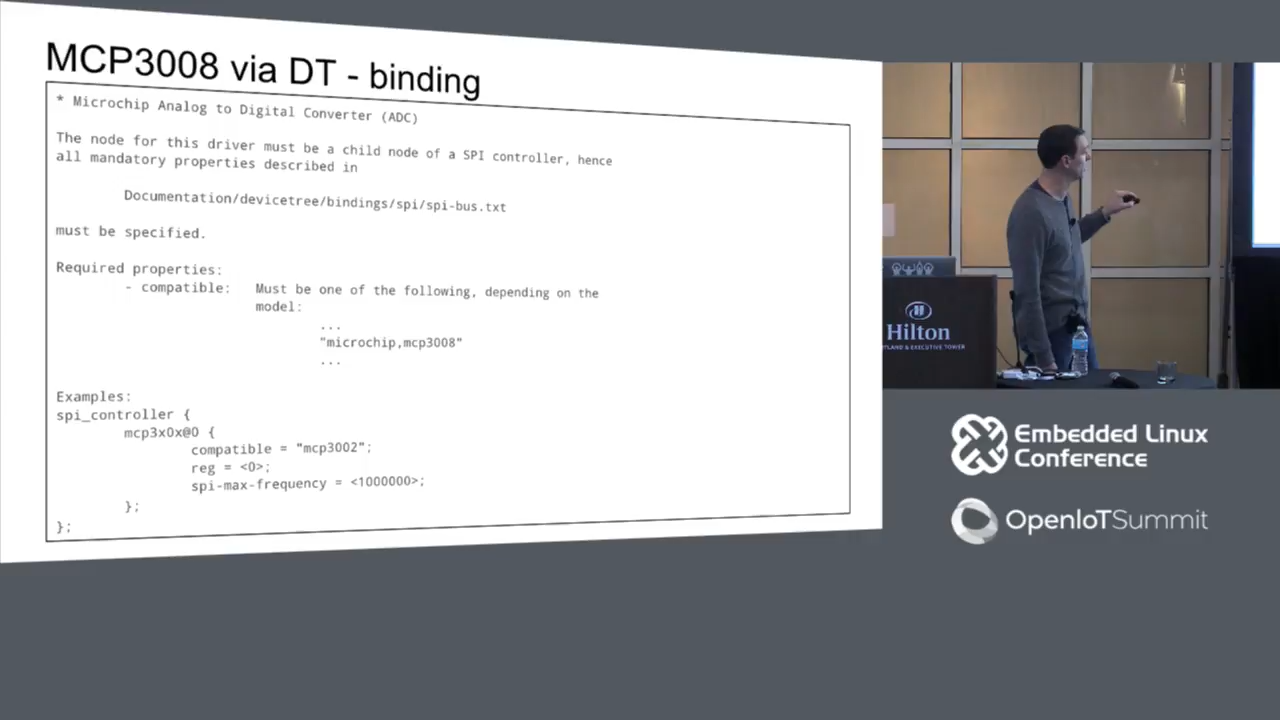 MCP3008 via DT - binding
* Microchip Analog to Digital Converter (ADC)
The node for this driver must be a child node of a SPI controller, hence
all mandatory properties described in
Documentation/devicetree/bindings/spi/spi-bus.txt
must be specified.
Required properties:
- compatible: Must be one of the following, depending on the
model:
...
"microchip,mcp3008"
...
Examples:
spi_controller {
mcp3x0x@0 {
compatible = "mcp3002";
reg = <0>;
spi-max-frequency = <1000000>;
};
};
Hilton
& EXECUTIVE TOWER
Embedded Linux
Conference
OpenIoTSummit